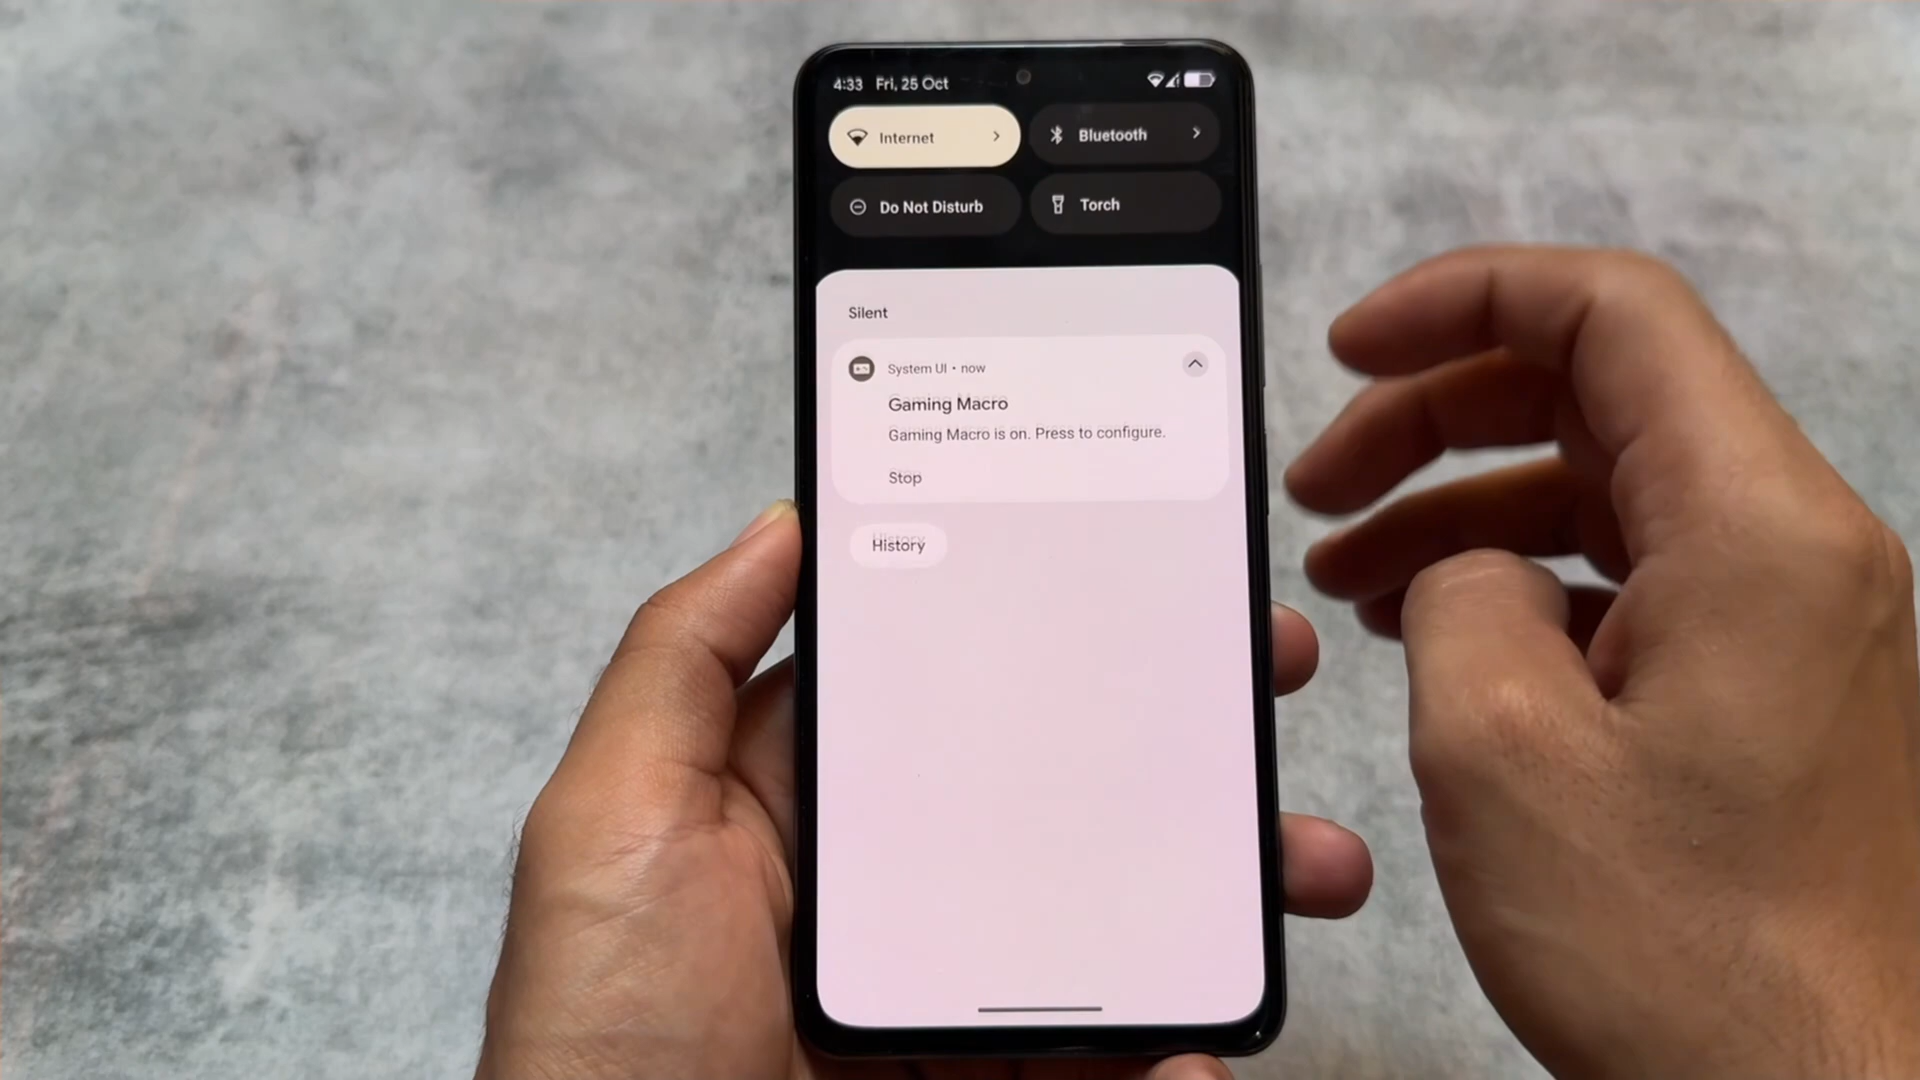 4:33 Fri, 25 Oct
Internet
Bluetooth
Do Not Disturb
Torch
Silent
System UI • now
Gaming Macro
Gaming Macro is on. Press to configure.
Stop
History